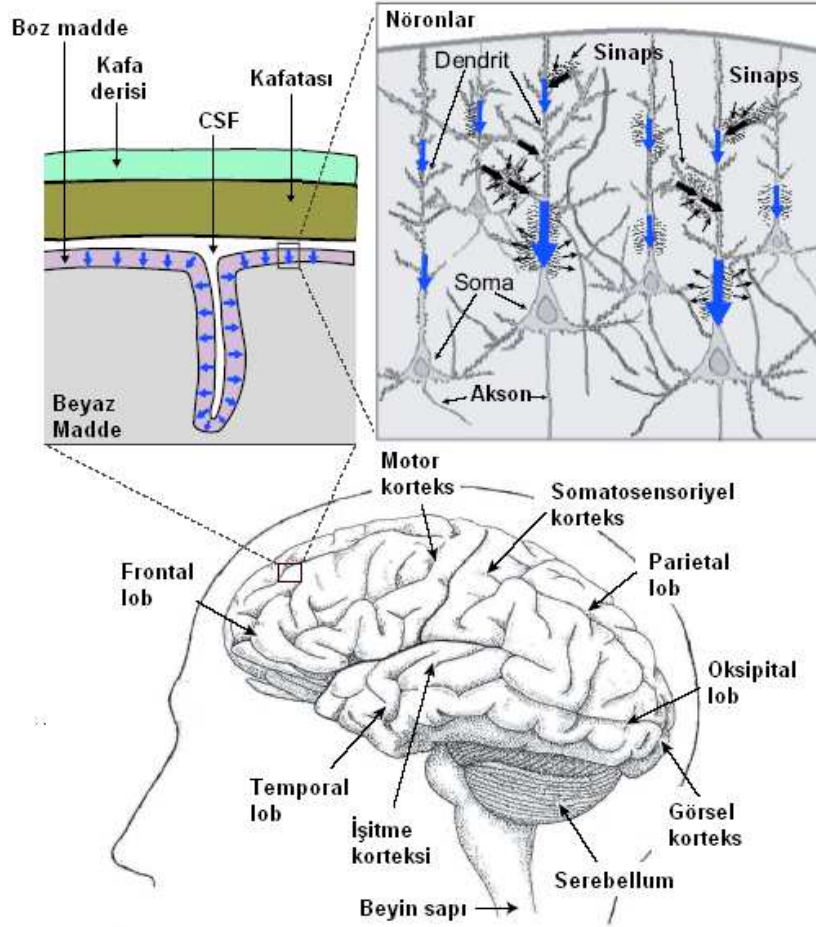 Boz madde
Kafa
derisi
Kafatası
CSF
Beyaz
Madde
Nöronlar
Dendrit
Sinaps
Sinaps
Soma
Akson
Motor
korteks
Somatosensoriyel
korteks
Frontal
lob
Parietal
lob
Oksipital
lob
Temporal
lob
İşitme
korteksi
Görsel
korteks
Serebellum
Beyin sapı